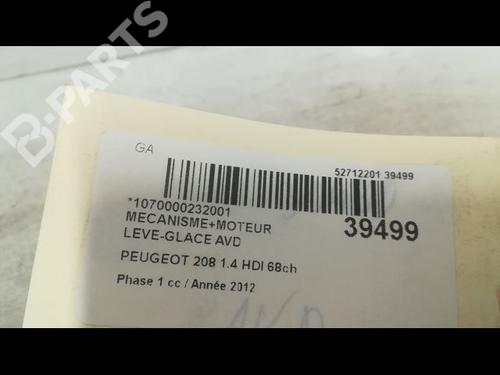 B-PARTS
GA
52712201 39499
*1070000232001
MECANISME+MOTEUR
LEVE-GLACE AVD
39499
PEUGEOT 208 1.4 HDI 68ch
Phase 1 cc / Année 2012